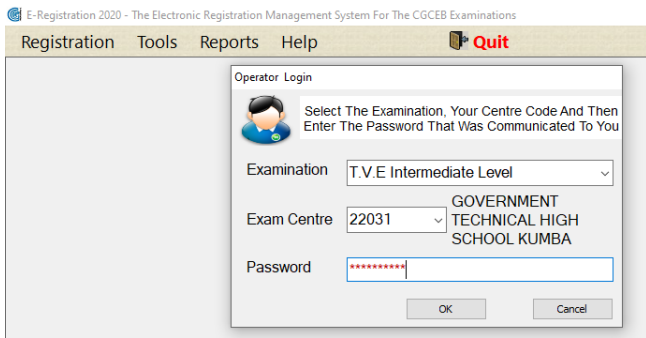 E-Registration 2020 - The Electronic Registration Management System For The CGCEB Examinations
Registration Tools Reports Help Quit
Operator Login
Select The Examination, Your Centre Code And Then
Enter The Password That Was Communicated To You
Examination T.V.E Intermediate Level
Exam Centre 22031 GOVERNMENT
TECHNICAL HIGH
SCHOOL KUMBA
Password **********
OK Cancel